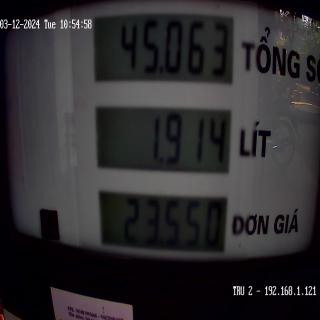 03-12-2024 Tue 10:54:58
45.063 TỔNG S
1.914 LÍT
23.550 ĐƠN GIÁ
TRU 2 - 192.168.1.121